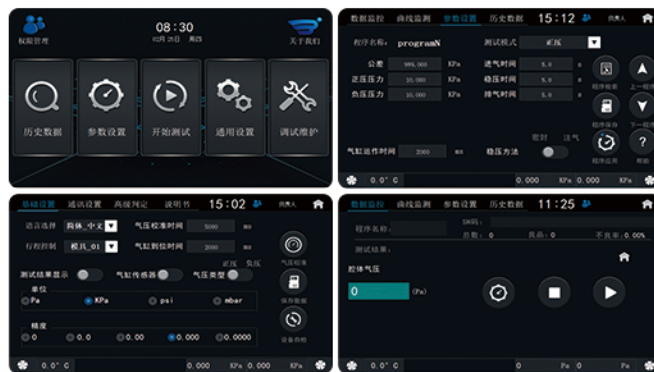 权限管理
08:30
02月 25日 周四
关于我们
历史数据
参数设置
开始测试
通用设置
调试维护
数据监控 曲线监测 参数设置 历史数据 15:12 负责人
程序名称: programN 测试模式 正压
公差 999.000 KPa 进气时间 5.0 s
正压压力 10.000 KPa 稳压时间 5.0 s
负压压力 10.000 KPa 排气时间 5.0 s
程序检索 上一程序
程序保存 下一程序
密封 注气
气缸运作时间 2000 ms 稳压方法
程序应用 帮助
0.0° C 0.000 KPa 0.000 KPa
基础设置 通讯设置 高级判定 说明书 15:02 负责人
语言选择 简体_中文 气压校准时间 5000 ms
行程控制 模具_01 气缸到位时间 2000 ms
正压 负压
气压校准
测试结果显示 气缸传感器 气压类型
单位
Pa KPa psi mbar
保存数据
精度
0 0.0 0.00 0.000 0.0000
设备自检
0.0° C 0.000 KPa 0.000 KPa
数据监控 曲线监测 参数设置 历史数据 11:25 负责人
程序名称:
总数: 0 良品: 0 不良率: 0.00%
测试结果:
腔体气压
0 (Pa)
0.0° C 0 Pa 0 Pa